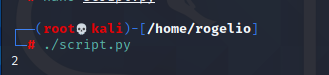 ┌──(root💀kali)-[/home/rogelio]
└─# ./script.py
2